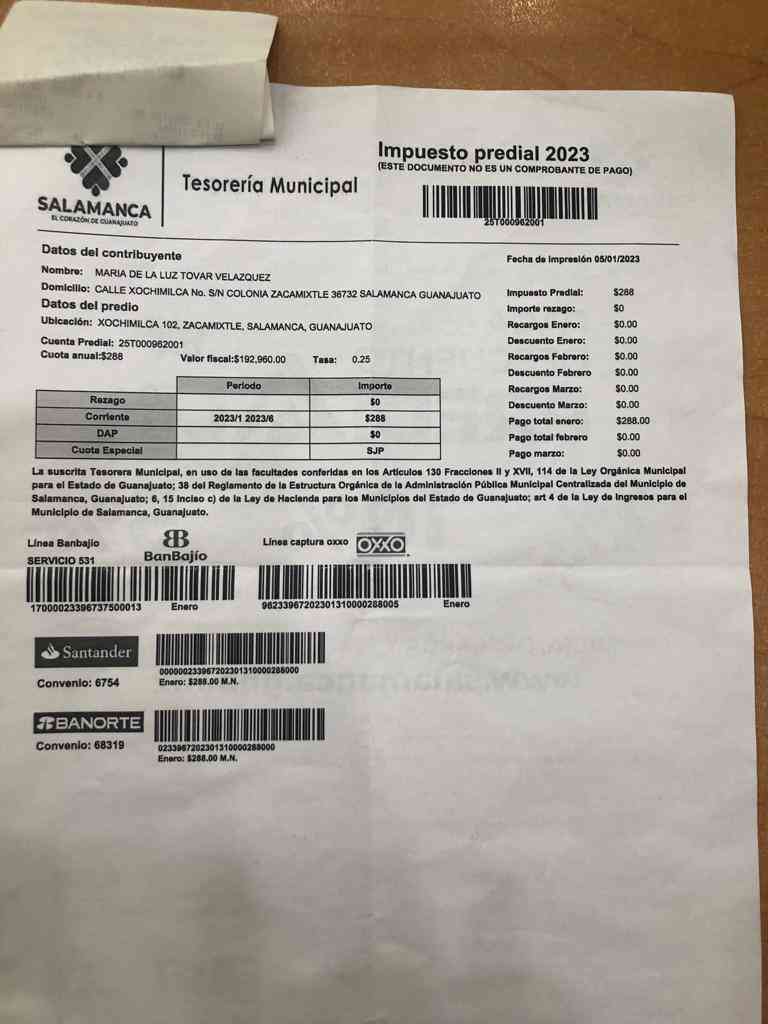 SALAMANCA
EL CORAZÓN DE GUANAJUATO
Tesorería Municipal
Impuesto predial 2023
(ESTE DOCUMENTO NO ES UN COMPROBANTE DE PAGO)
25T000962001
Datos del contribuyente
Fecha de impresión 05/01/2023
Nombre: MARIA DE LA LUZ TOVAR VELAZQUEZ
Domicilio: CALLE XOCHIMILCA No. S/N COLONIA ZACAMIXTLE 36732 SALAMANCA GUANAJUATO
Datos del predio
Ubicación: XOCHIMILCA 102, ZACAMIXTLE, SALAMANCA, GUANAJUATO
Cuenta Predial: 25T000962001
Cuota anual:$288 Valor fiscal:$192,960.00 Tasa: 0.25
Impuesto Predial: $288
Importe rezago: $0
Recargos Enero: $0.00
Descuento Enero: $0.00
Recargos Febrero: $0.00
Descuento Febrero $0.00
Recargos Marzo: $0.00
Descuento Marzo: $0.00
Pago total enero: $288.00
Pago total febrero $0.00
Pago marzo: $0.00
Periodo Importe
Rezago $0
Corriente 2023/1 2023/6 $288
DAP $0
Cuota Especial SJP
La suscrita Tesorera Municipal, en uso de las facultades conferidas en los Artículos 130 Fracciones II y XVII, 114 de la Ley Orgánica Municipal
para el Estado de Guanajuato; 38 del Reglamento de la Estructura Orgánica de la Administración Pública Municipal Centralizada del Municipio de
Salamanca, Guanajuato; 6, 15 Inciso c) de la Ley de Hacienda para los Municipios del Estado de Guanajuato; art 4 de la Ley de Ingresos para el
Municipio de Salamanca, Guanajuato.
Línea Banbajio
SERVICIO 531
BanBajío
Línea captura oxxo OXXO
17000023396737500013 Enero
96233967202301310000288005 Enero
Santander
Convenio: 6754
0000002339672023013100002​88000
Enero: $288.00 M.N.
BANORTE
Convenio: 68319
023396720230131000028​8000
Enero: $288.00 M.N.